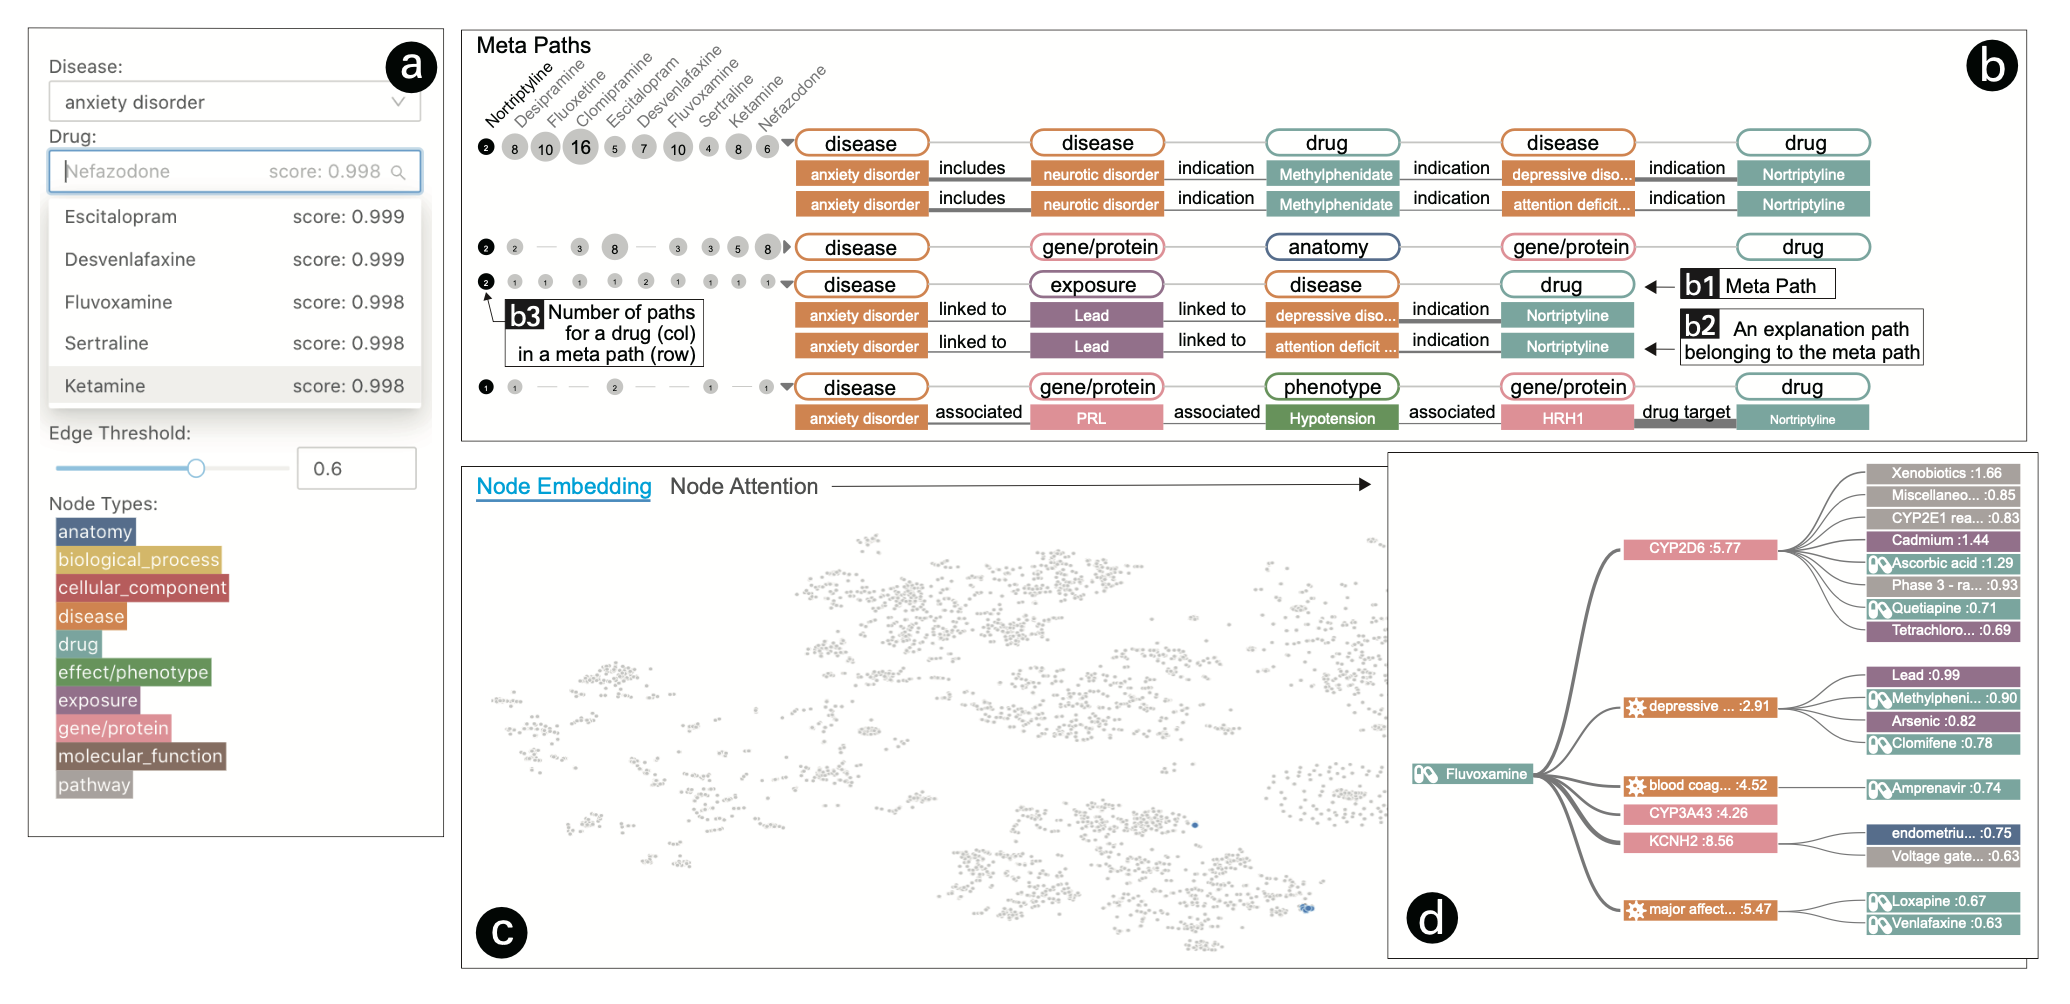 a
Disease:
anxiety disorder
Drug:
Nefazodone score: 0.998
Escitalopram score: 0.999
Desvenlafaxine score: 0.999
Fluvoxamine score: 0.998
Sertraline score: 0.998
Ketamine score: 0.998
Edge Threshold:
0.6
Node Types:
anatomy
biological_process
cellular_component
disease
drug
effect/phenotype
exposure
gene/protein
molecular_function
pathway
b
Meta Paths
Nortriptyline
Desipramine
Fluoxetine
Clomipramine
Escitalopram
Desvenlafaxine
Fluvoxamine
Sertraline
Ketamine
Nefazodone
2 8 10 16 5 7 10 4 8 6 disease disease drug disease drug
anxiety disorder includes neurotic disorder indication Methylphenidate indication depressive diso... indication Nortriptyline
anxiety disorder includes neurotic disorder indication Methylphenidate indication attention deficit... indication Nortriptyline
2 2 — 3 8 — 3 3 5 8 disease gene/protein anatomy gene/protein drug
2 1 1 1 1 2 1 1 1 1 disease exposure disease drug
b1 Meta Path
anxiety disorder linked to Lead linked to depressive diso... indication Nortriptyline
anxiety disorder linked to Lead linked to attention deficit ... indication Nortriptyline
b3 Number of paths
for a drug (col)
in a meta path (row)
b2 An explanation path
belonging to the meta path
1 1 — — 2 — — 1 — 1 disease gene/protein phenotype gene/protein drug
anxiety disorder associated PRL associated Hypotension associated HRH1 drug target Nortriptyline
Node Embedding Node Attention
c
d
Fluvoxamine
CYP2D6 :5.77
Xenobiotics :1.66
Miscellaneo... :0.85
CYP2E1 rea... :0.83
Cadmium :1.44
Ascorbic acid :1.29
Phase 3 - ra... :0.93
Quetiapine :0.71
Tetrachloro... :0.69
depressive ... :2.91
Lead :0.99
Methylpheni... :0.90
Arsenic :0.82
Clomifene :0.78
blood coag... :4.52
Amprenavir :0.74
CYP3A43 :4.26
KCNH2 :8.56
endometriu... :0.75
Voltage gate... :0.63
major affect... :5.47
Loxapine :0.67
Venlafaxine :0.63